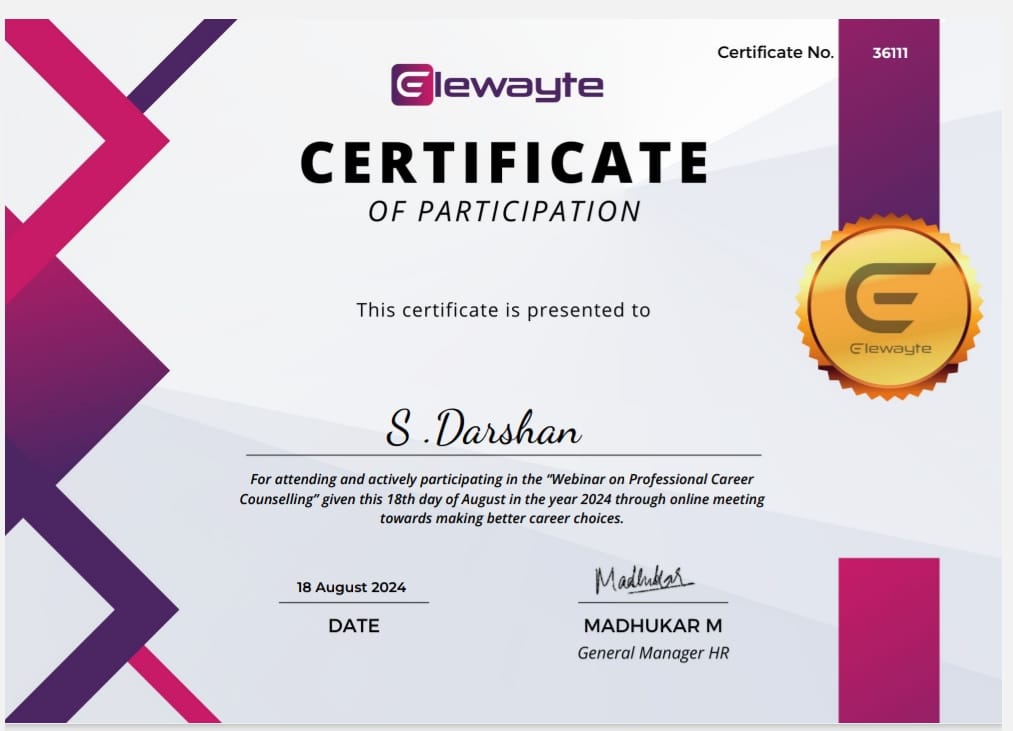 Certificate No. 36111
Elewayte
CERTIFICATE
OF PARTICIPATION
This certificate is presented to
Elewayte
S .Darshan
For attending and actively participating in the “Webinar on Professional Career
Counselling” given this 18th day of August in the year 2024 through online meeting
towards making better career choices.
Madhukar
18 August 2024
DATE
MADHUKAR M
General Manager HR